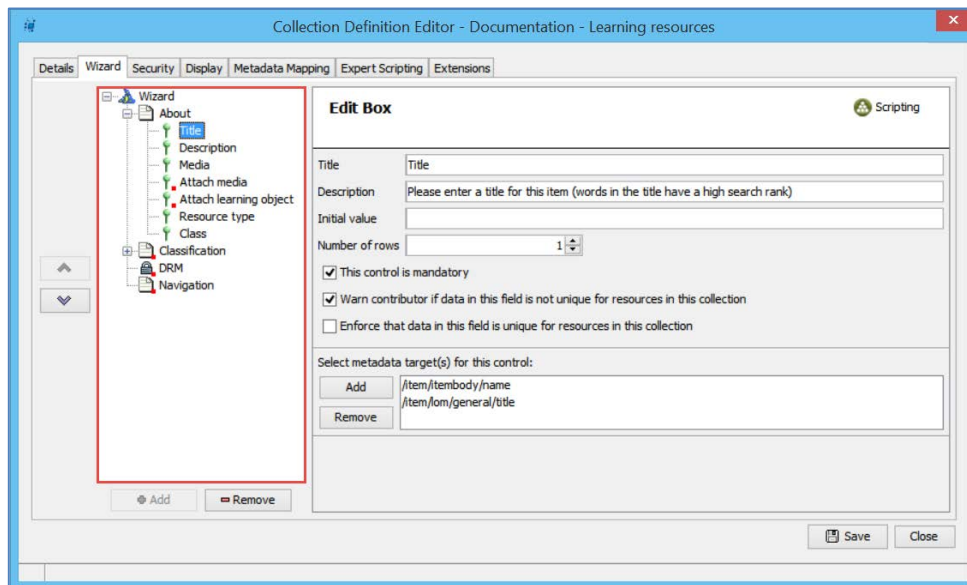 Collection Definition Editor - Documentation - Learning resources
Details Wizard Security Display Metadata Mapping Expert Scripting Extensions
Wizard
About
Title
Description
Media
Attach media
Attach learning object
Resource type
Class
Classification
DRM
Navigation
Add Remove
Edit Box Scripting
Title Title
Description Please enter a title for this item (words in the title have a high search rank)
Initial value
Number of rows 1
This control is mandatory
Warn contributor if data in this field is not unique for resources in this collection
Enforce that data in this field is unique for resources in this collection
Select metadata target(s) for this control:
Add
Remove
/item/itembody/name
/item/lom/general/title
Save Close